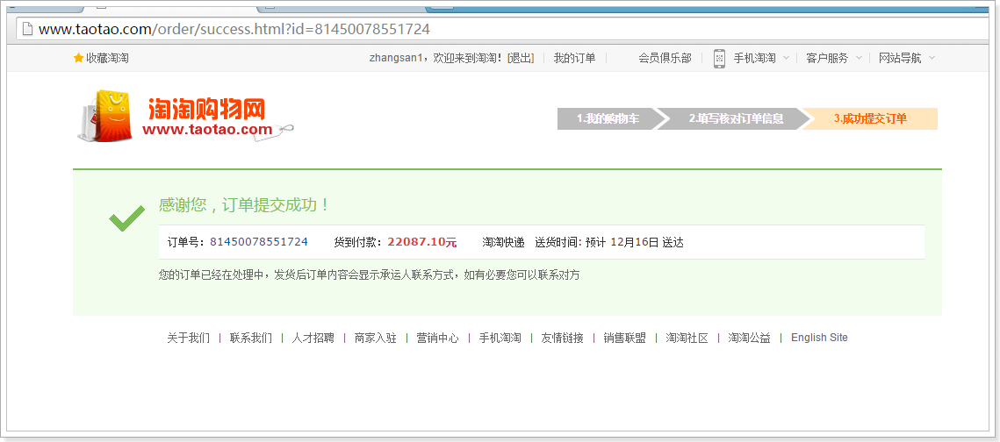 www.taotao.com/order/success.html?id=81450078551724
收藏淘淘 zhangsan1，欢迎来到淘淘！[退出] 我的订单 会员俱乐部 手机淘淘 客户服务 网站导航
淘淘购物网
www.taotao.com
1.我的购物车 2.填写核对订单信息 3.成功提交订单
感谢您，订单提交成功！
订单号：81450078551724 货到付款：22087.10元 淘淘快递 送货时间: 预计 12月16日 送达
您的订单已经在处理中，发货后订单内容会显示承运人联系方式，如有必要您可以联系对方
关于我们 | 联系我们 | 人才招聘 | 商家入驻 | 营销中心 | 手机淘淘 | 友情链接 | 销售联盟 | 淘淘社区 | 淘淘公益 | English Site